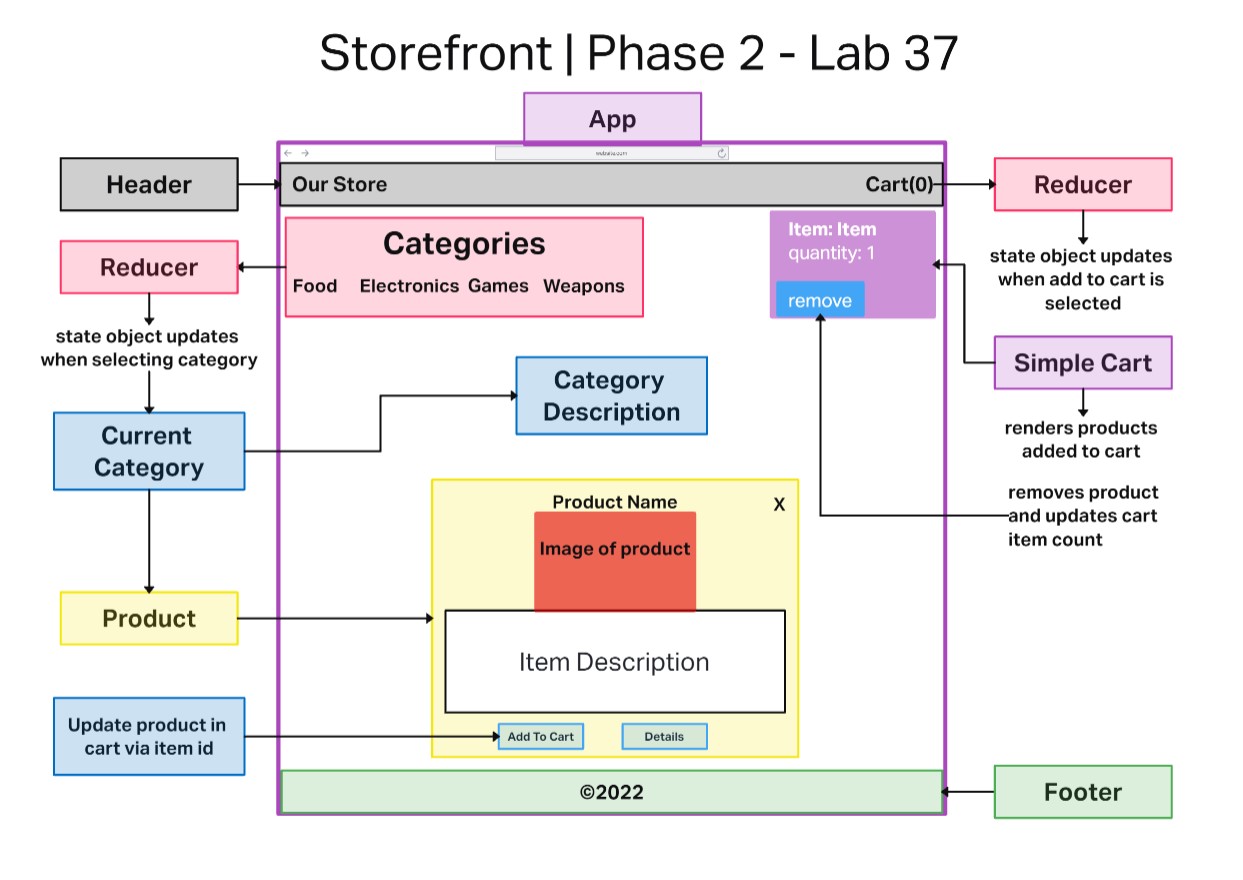 Storefront | Phase 2 - Lab 37
App
Header
Our Store
Cart(0)
Reducer
Categories
Food Electronics Games Weapons
Reducer
state object updates
when selecting category
Item: Item
quantity: 1
remove
state object updates
when add to cart is
selected
Simple Cart
renders products
added to cart
removes product
and updates cart
item count
Current
Category
Category
Description
Product Name
X
Image of product
Product
Item Description
Update product in
cart via item id
Add To Cart
Details
©2022
Footer